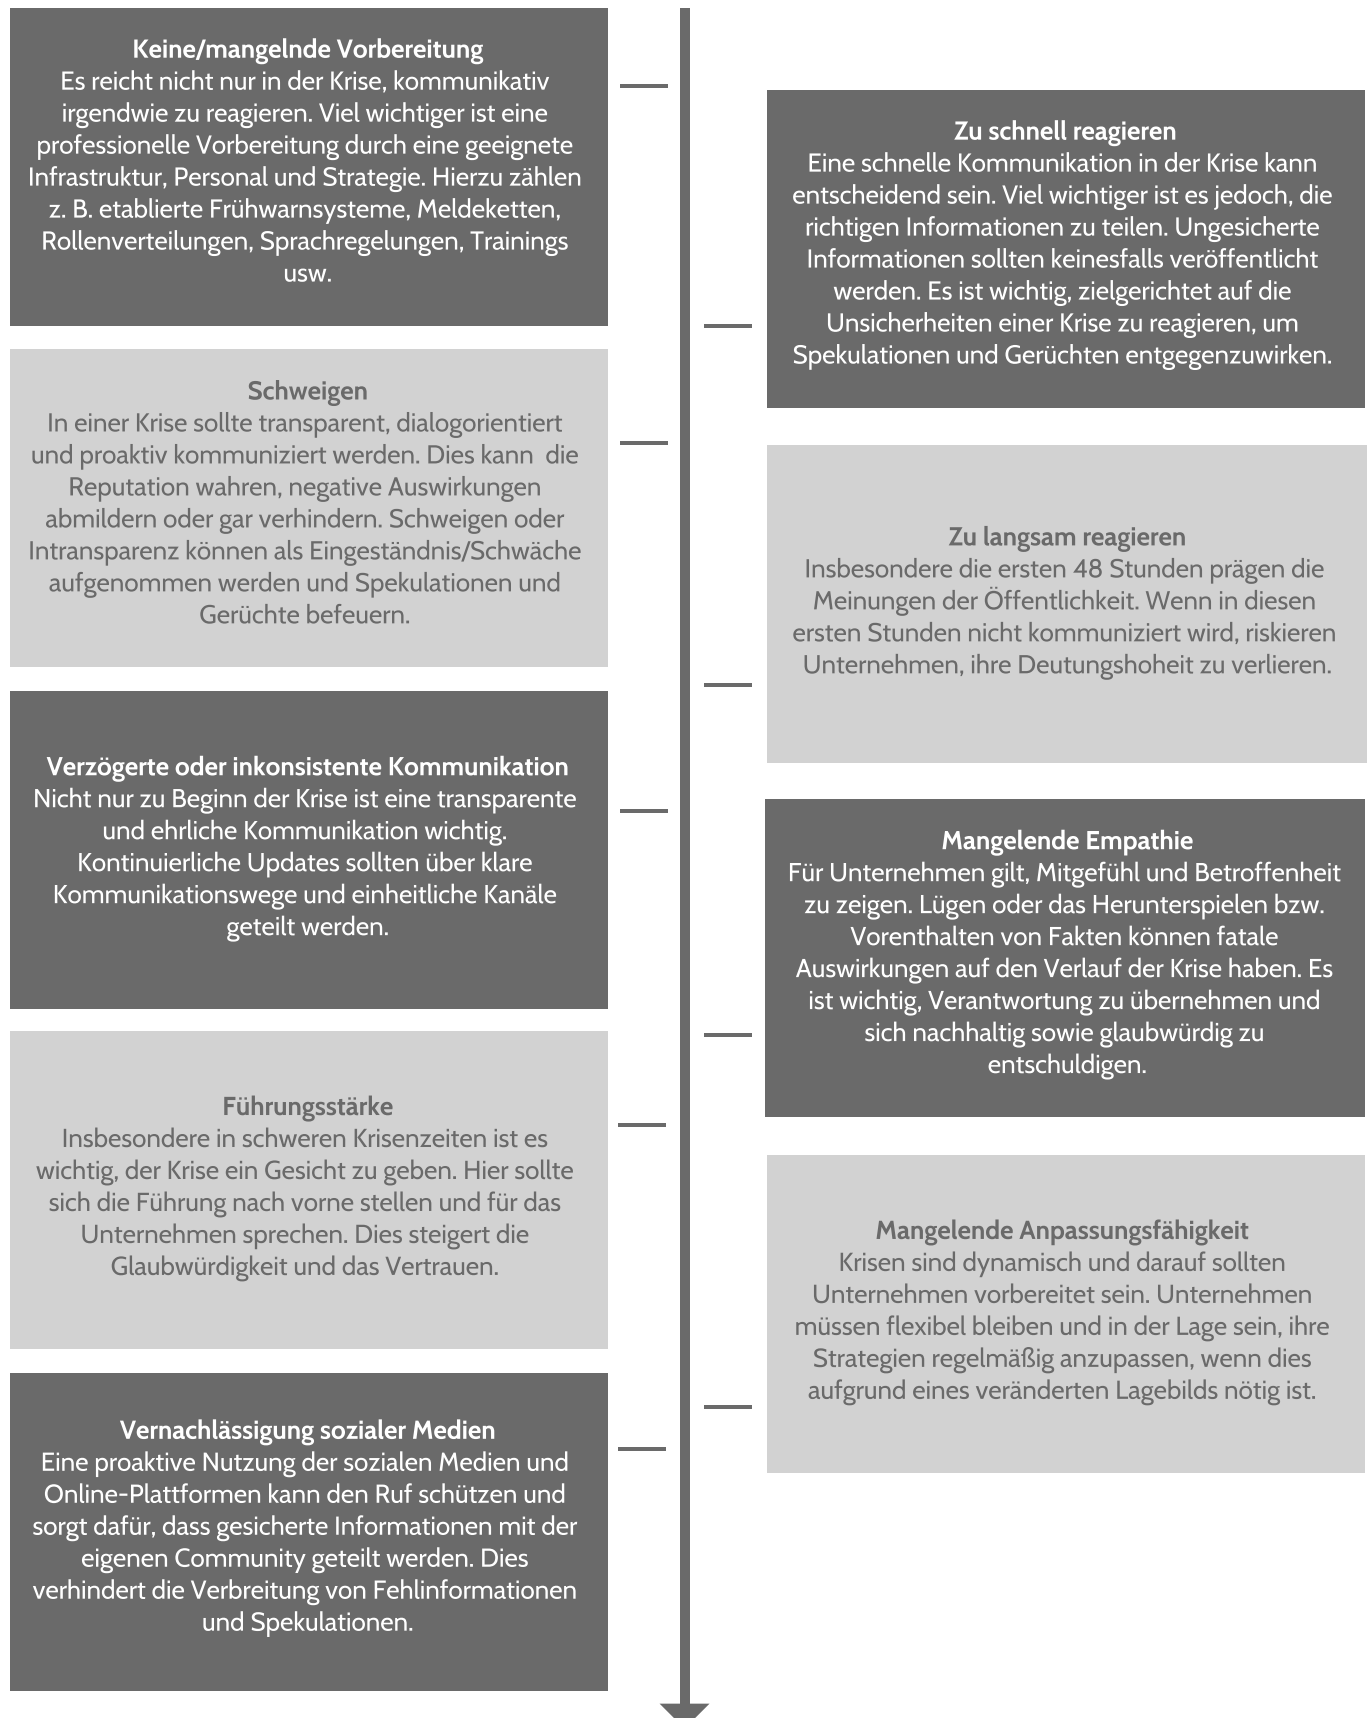 Keine/mangelnde Vorbereitung
Es reicht nicht nur in der Krise, kommunikativ
irgendwie zu reagieren. Viel wichtiger ist eine
professionelle Vorbereitung durch eine geeignete
Infrastruktur, Personal und Strategie. Hierzu zählen
z. B. etablierte Frühwarnsysteme, Meldeketten,
Rollenverteilungen, Sprachregelungen, Trainings
usw.
Zu schnell reagieren
Eine schnelle Kommunikation in der Krise kann
entscheidend sein. Viel wichtiger ist es jedoch, die
richtigen Informationen zu teilen. Ungesicherte
Informationen sollten keinesfalls veröffentlicht
werden. Es ist wichtig, zielgerichtet auf die
Unsicherheiten einer Krise zu reagieren, um
Spekulationen und Gerüchten entgegenzuwirken.
Schweigen
In einer Krise sollte transparent, dialogorientiert
und proaktiv kommuniziert werden. Dies kann  die
Reputation wahren, negative Auswirkungen
abmildern oder gar verhindern. Schweigen oder
Intransparenz können als Eingeständnis/Schwäche
aufgenommen werden und Spekulationen und
Gerüchte befeuern.
Zu langsam reagieren
Insbesondere die ersten 48 Stunden prägen die
Meinungen der Öffentlichkeit. Wenn in diesen
ersten Stunden nicht kommuniziert wird, riskieren
Unternehmen, ihre Deutungshoheit zu verlieren.
Verzögerte oder inkonsistente Kommunikation
Nicht nur zu Beginn der Krise ist eine transparente
und ehrliche Kommunikation wichtig.
Kontinuierliche Updates sollten über klare
Kommunikationswege und einheitliche Kanäle
geteilt werden.
Mangelende Empathie
Für Unternehmen gilt, Mitgefühl und Betroffenheit
zu zeigen. Lügen oder das Herunterspielen bzw.
Vorenthalten von Fakten können fatale
Auswirkungen auf den Verlauf der Krise haben. Es
ist wichtig, Verantwortung zu übernehmen und
sich nachhaltig sowie glaubwürdig zu
entschuldigen.
Führungsstärke
Insbesondere in schweren Krisenzeiten ist es
wichtig, der Krise ein Gesicht zu geben. Hier sollte
sich die Führung nach vorne stellen und für das
Unternehmen sprechen. Dies steigert die
Glaubwürdigkeit und das Vertrauen.
Mangelende Anpassungsfähigkeit
Krisen sind dynamisch und darauf sollten
Unternehmen vorbereitet sein. Unternehmen
müssen flexibel bleiben und in der Lage sein, ihre
Strategien regelmäßig anzupassen, wenn dies
aufgrund eines veränderten Lagebilds nötig ist.
Vernachlässigung sozialer Medien
Eine proaktive Nutzung der sozialen Medien und
Online-Plattformen kann den Ruf schützen und
sorgt dafür, dass gesicherte Informationen mit der
eigenen Community geteilt werden. Dies
verhindert die Verbreitung von Fehlinformationen
und Spekulationen.